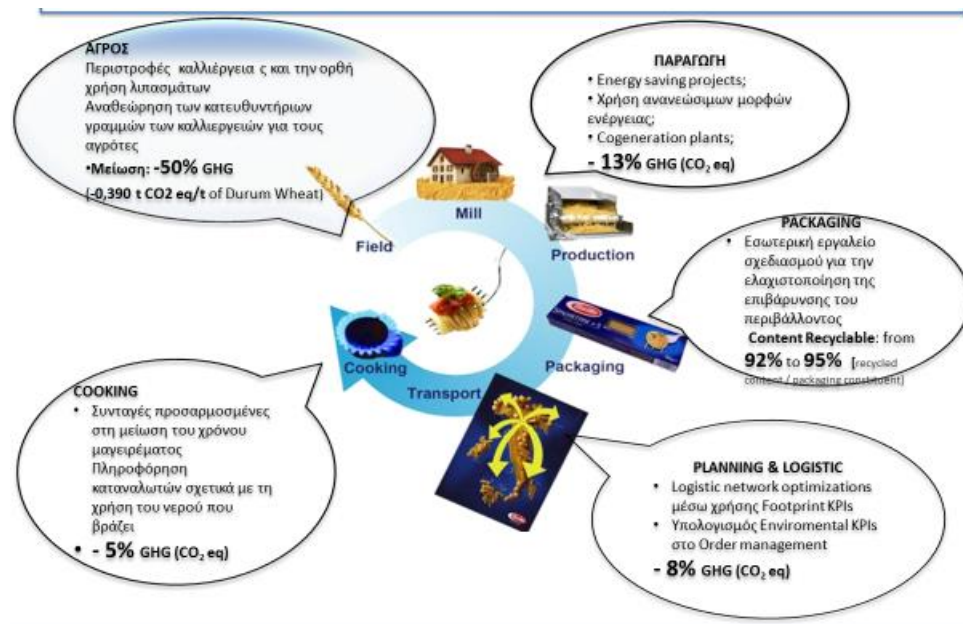 ΑΓΡΟΣ
Περιστροφές καλλιέργεια ς και την ορθή
χρήση λιπασμάτων
Αναθεώρηση των κατευθυντήριων
γραμμών των καλλιεργειών για τους
αγρότες
•Μείωση: -50% GHG
(-0,390 t CO2 eq/t of Durum Wheat)
ΠΑΡΑΓΩΓΗ
• Energy saving projects;
• Χρήση ανανεώσιμων μορφών
ενέργειας;
• Cogeneration plants;
- 13% GHG (CO₂ eq)
Mill
Field
Production
PACKAGING
• Εσωτερική εργαλείο
σχεδιασμού για την
ελαχιστοποίηση της
επιβάρυνσης του
περιβάλλοντος
Content Recyclable: from
92% to 95% [recycled
content / packaging constituent)
Packaging
Cooking
Transport
COOKING
• Συνταγές προσαρμοσμένες
στη μείωση του χρόνου
μαγειρέματος
Πληροφόρηση
καταναλωτών σχετικά με τη
χρήση του νερού που
βράζει
• - 5% GHG (CO₂ eq)
PLANNING & LOGISTIC
• Logistic network optimizations
μέσω χρήσης Footprint KPIs
• Υπολογισμός Enviromental KPIs
στο Order management
- 8% GHG (CO₂ eq)